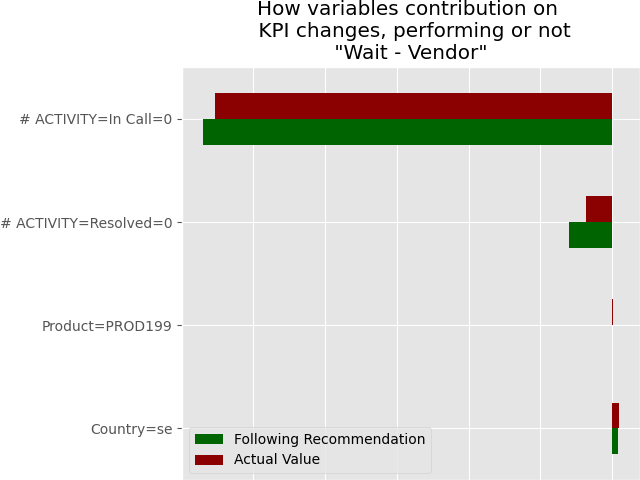 How variables contribution on
KPI changes, performing or not
"Wait - Vendor"
# ACTIVITY=In Call=0
# ACTIVITY=Resolved=0
Product=PROD199
Country=se
Following Recommendation
Actual Value